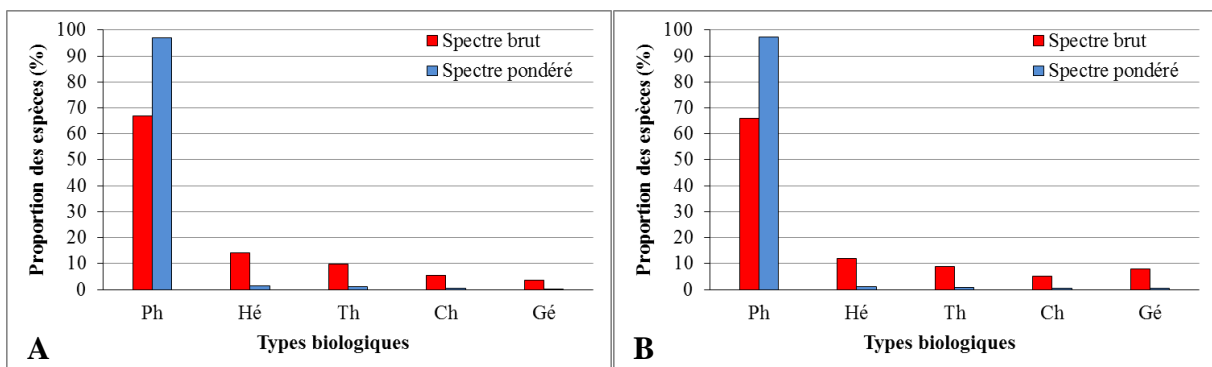 Proportion des espèces (%)
100
90
80
70
60
50
40
30
20
10
0
Spectre brut
Spectre pondéré
Ph Hé Th Ch Gé
Types biologiques
A
Proportion des espèces (%)
100
90
80
70
60
50
40
30
20
10
0
Spectre brut
Spectre pondéré
Ph Hé Th Ch Gé
Types biologiques
B